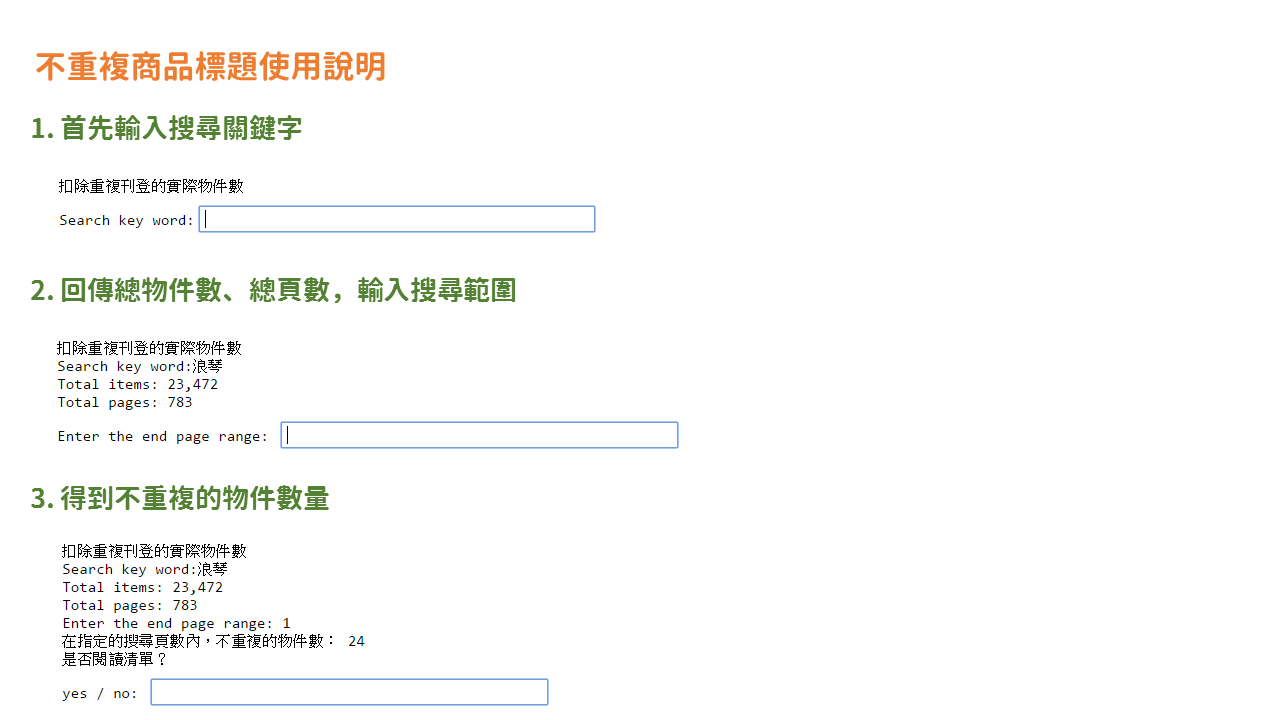 不重複商品標題使用說明
1. 首先輸入搜尋關鍵字
扣除重複刊登的實際物件數
Search key word:
2. 回傳總物件數、總頁數，輸入搜尋範圍
扣除重複刊登的實際物件數
Search key word:浪琴
Total items: 23,472
Total pages: 783
Enter the end page range:
3. 得到不重複的物件數量
扣除重複刊登的實際物件數
Search key word:浪琴
Total items: 23,472
Total pages: 783
Enter the end page range: 1
在指定的搜尋頁數內，不重複的物件數： 24
是否閱讀清單？
yes / no: